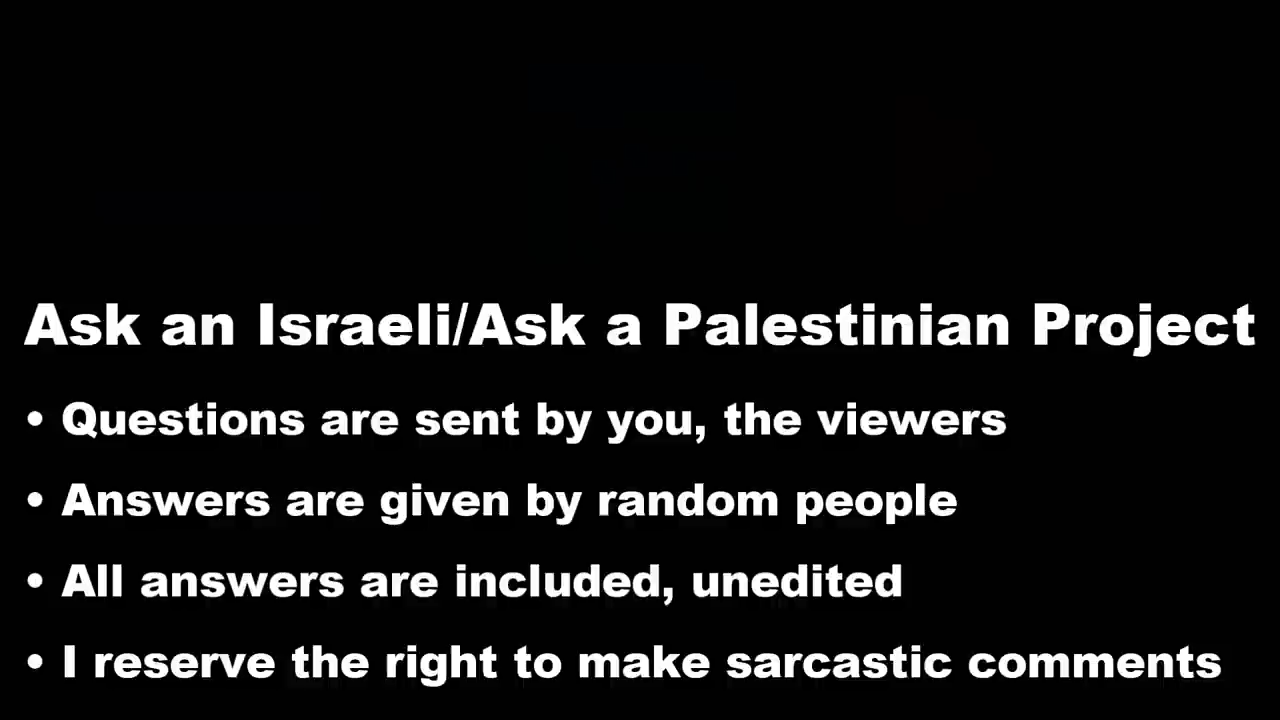 Ask an Israeli/Ask a Palestinian Project
• Questions are sent by you, the viewers
• Answers are given by random people
• All answers are included, unedited
• I reserve the right to make sarcastic comments